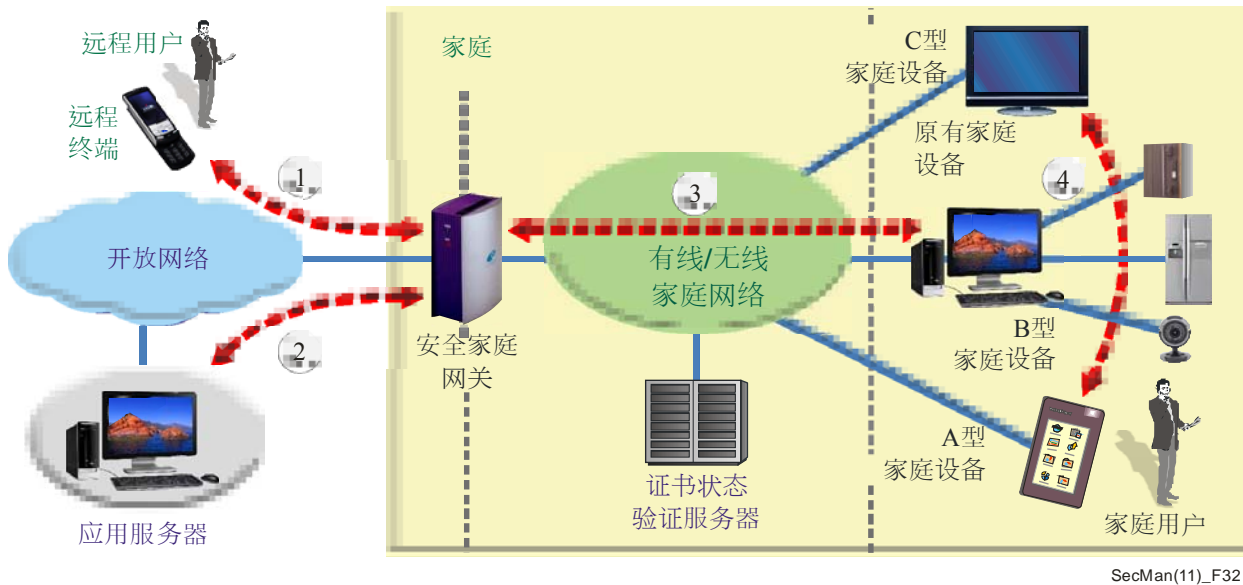 远程用户
远程
终端
1
开放网络
2
应用服务器
家庭
安全家庭
网关
3
有线/无线
家庭网络
证书状态
验证服务器
C型
家庭设备
原有家庭
设备
4
B型
家庭设备
A型
家庭设备
家庭用户
SecMan(11)_F32